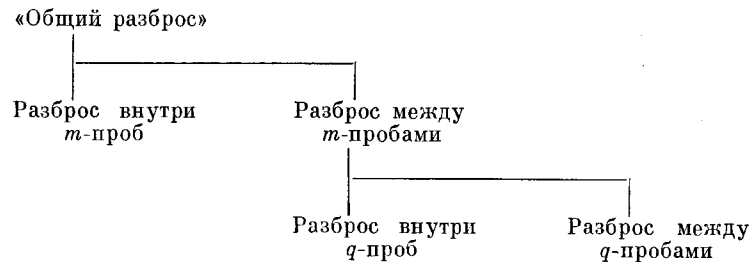 «Общий разброс»
Разброс внутри
m-проб
Разброс между
m-пробами
Разброс внутри
q-проб
Разброс между
q-пробами